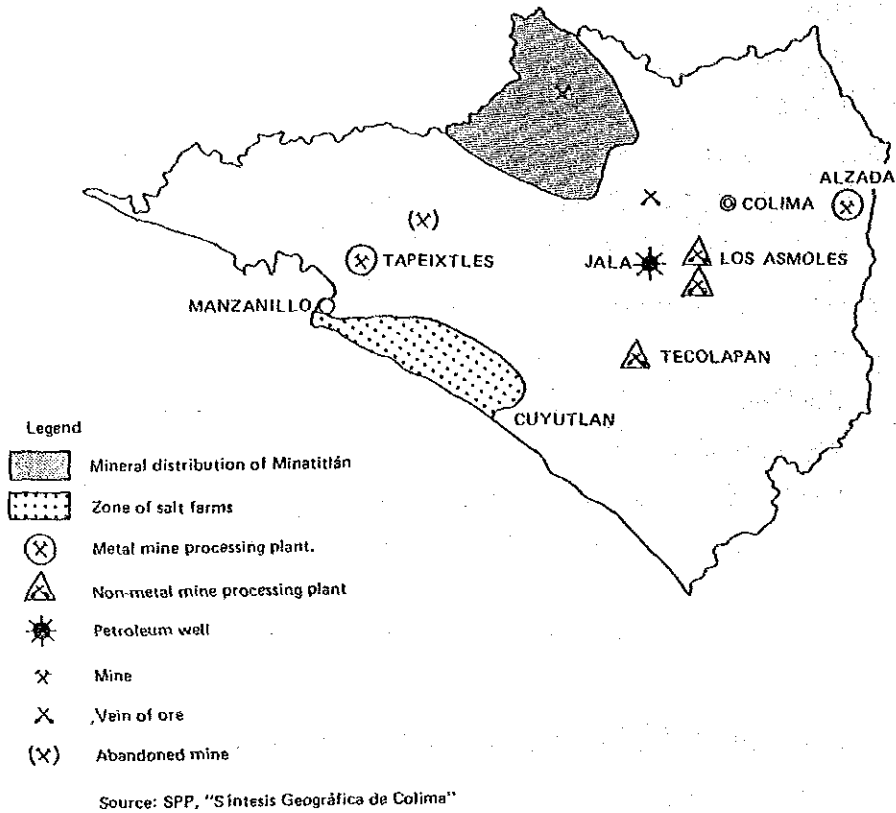 ALZADA
COLIMA
TAPEIXTLES
JALA
LOS ASMOLES
MANZANILLO
TECOLAPAN
CUYUTLAN
Legend
Mineral distribution of Minatitlán
Zone of salt farms
Metal mine processing plant.
Non-metal mine processing plant
Petroleum well
Mine
Vein of ore
Abandoned mine
Source: SPP, "Síntesis Geográfica de Colima"